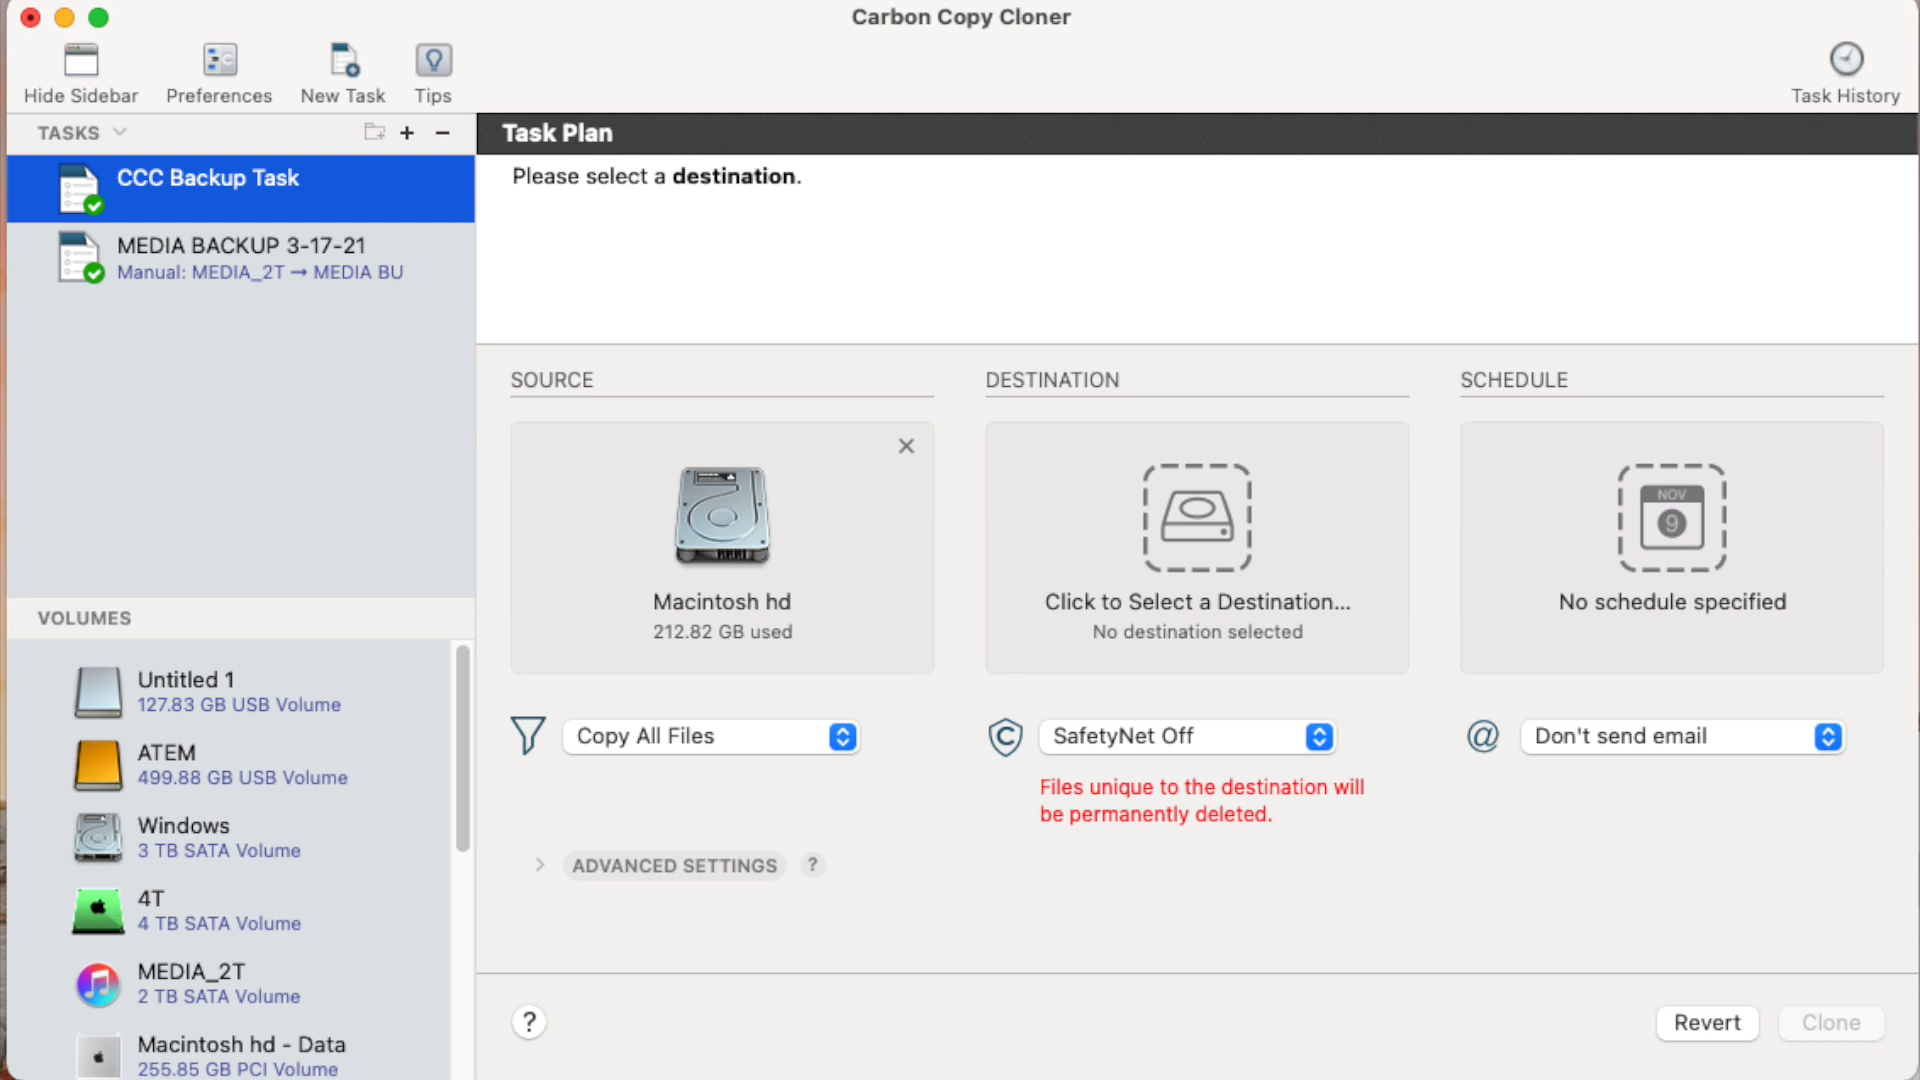 Carbon Copy Cloner
Hide Sidebar
Preferences
New Task
Tips
Task History
TASKS
CCC Backup Task
MEDIA BACKUP 3-17-21
Manual: MEDIA_2T → MEDIA BU
VOLUMES
Untitled 1
127.83 GB USB Volume
ATEM
499.88 GB USB Volume
Windows
3 TB SATA Volume
4T
4 TB SATA Volume
MEDIA_2T
2 TB SATA Volume
Macintosh hd - Data
255.85 GB PCI Volume
Task Plan
Please select a destination.
SOURCE
Macintosh hd
212.82 GB used
Copy All Files
DESTINATION
Click to Select a Destination...
No destination selected
SafetyNet Off
Files unique to the destination will
be permanently deleted.
SCHEDULE
NOV
9
No schedule specified
@
Don't send email
ADVANCED SETTINGS
?
?
Revert
Clone